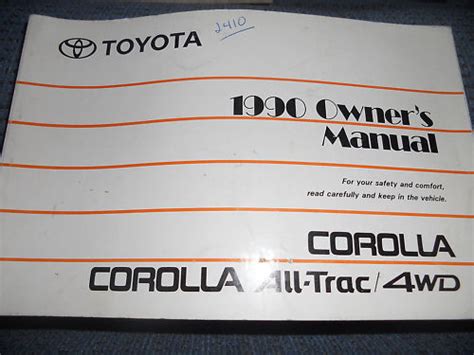 TOYOTA
2410
1990 Owner's
Manual
For your safety and comfort,
read carefully and keep in the vehicle.
COROLLA
COROLLA All-Trac/4WD